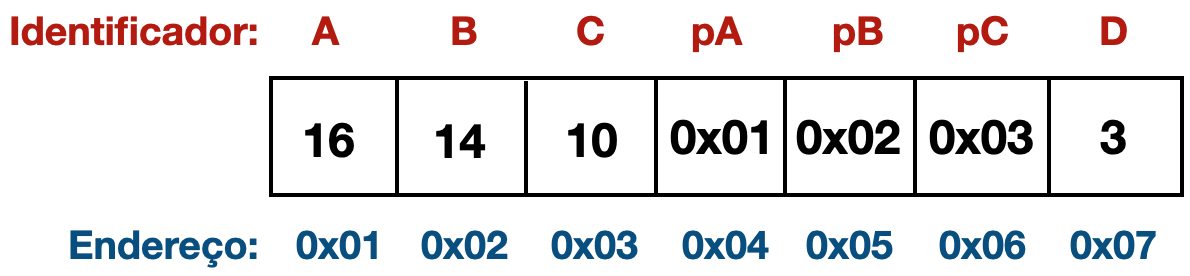 Identificador: A B C pA pB pC D
16 14 10 0x01 0x02 0x03 3
Endereço: 0x01 0x02 0x03 0x04 0x05 0x06 0x07